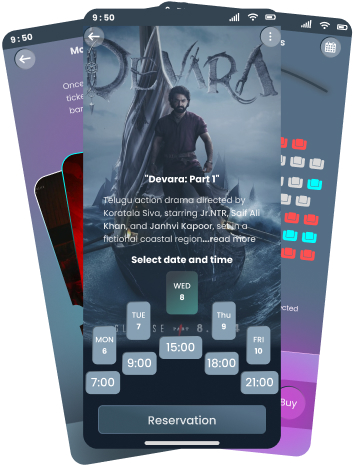 9:50
9:50
Mo
s
Once
ticke
bar
DEVARA
"Devara: Part 1"
Telugu action drama directed by
Koratala Siva, starring Jr.NTR, Saif Ali
Khan, and Janhvi Kapoor, set in a
fictional coastal region...read more
Select date and time
WED
8
TUE
7
Thu
9
MON
6
FRI
10
15:00
9:00
18:00
7:00
21:00
Reservation
ected
Buy